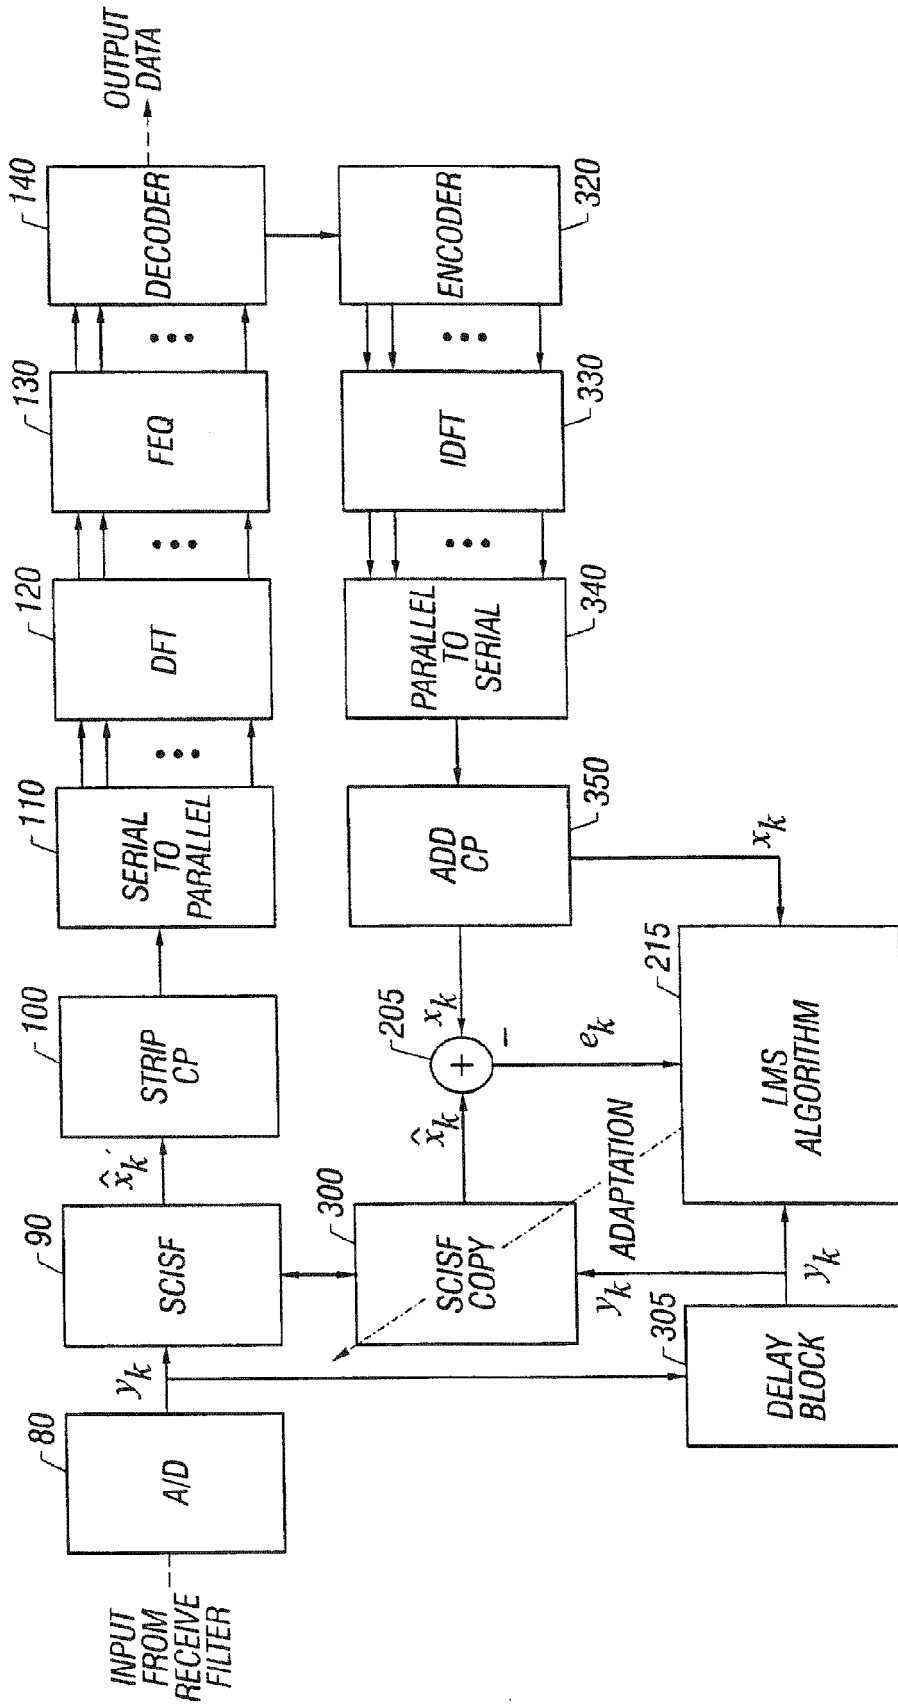 INPUT
FROM
RECEIVE
FILTER
80
A/D
y_k
90
SCISF
x̂_k'
100
STRIP
CP
110
SERIAL
TO
PARALLEL
120
DFT
130
FEQ
140
DECODER
OUTPUT
DATA
300
SCISF
COPY
x̂_k
205
+
-
x_k
350
ADD
CP
340
PARALLEL
TO
SERIAL
330
IDFT
320
ENCODER
305
DELAY
BLOCK
y_k
y_k
ADAPTATION
e_k
215
LMS
ALGORITHM
x_k